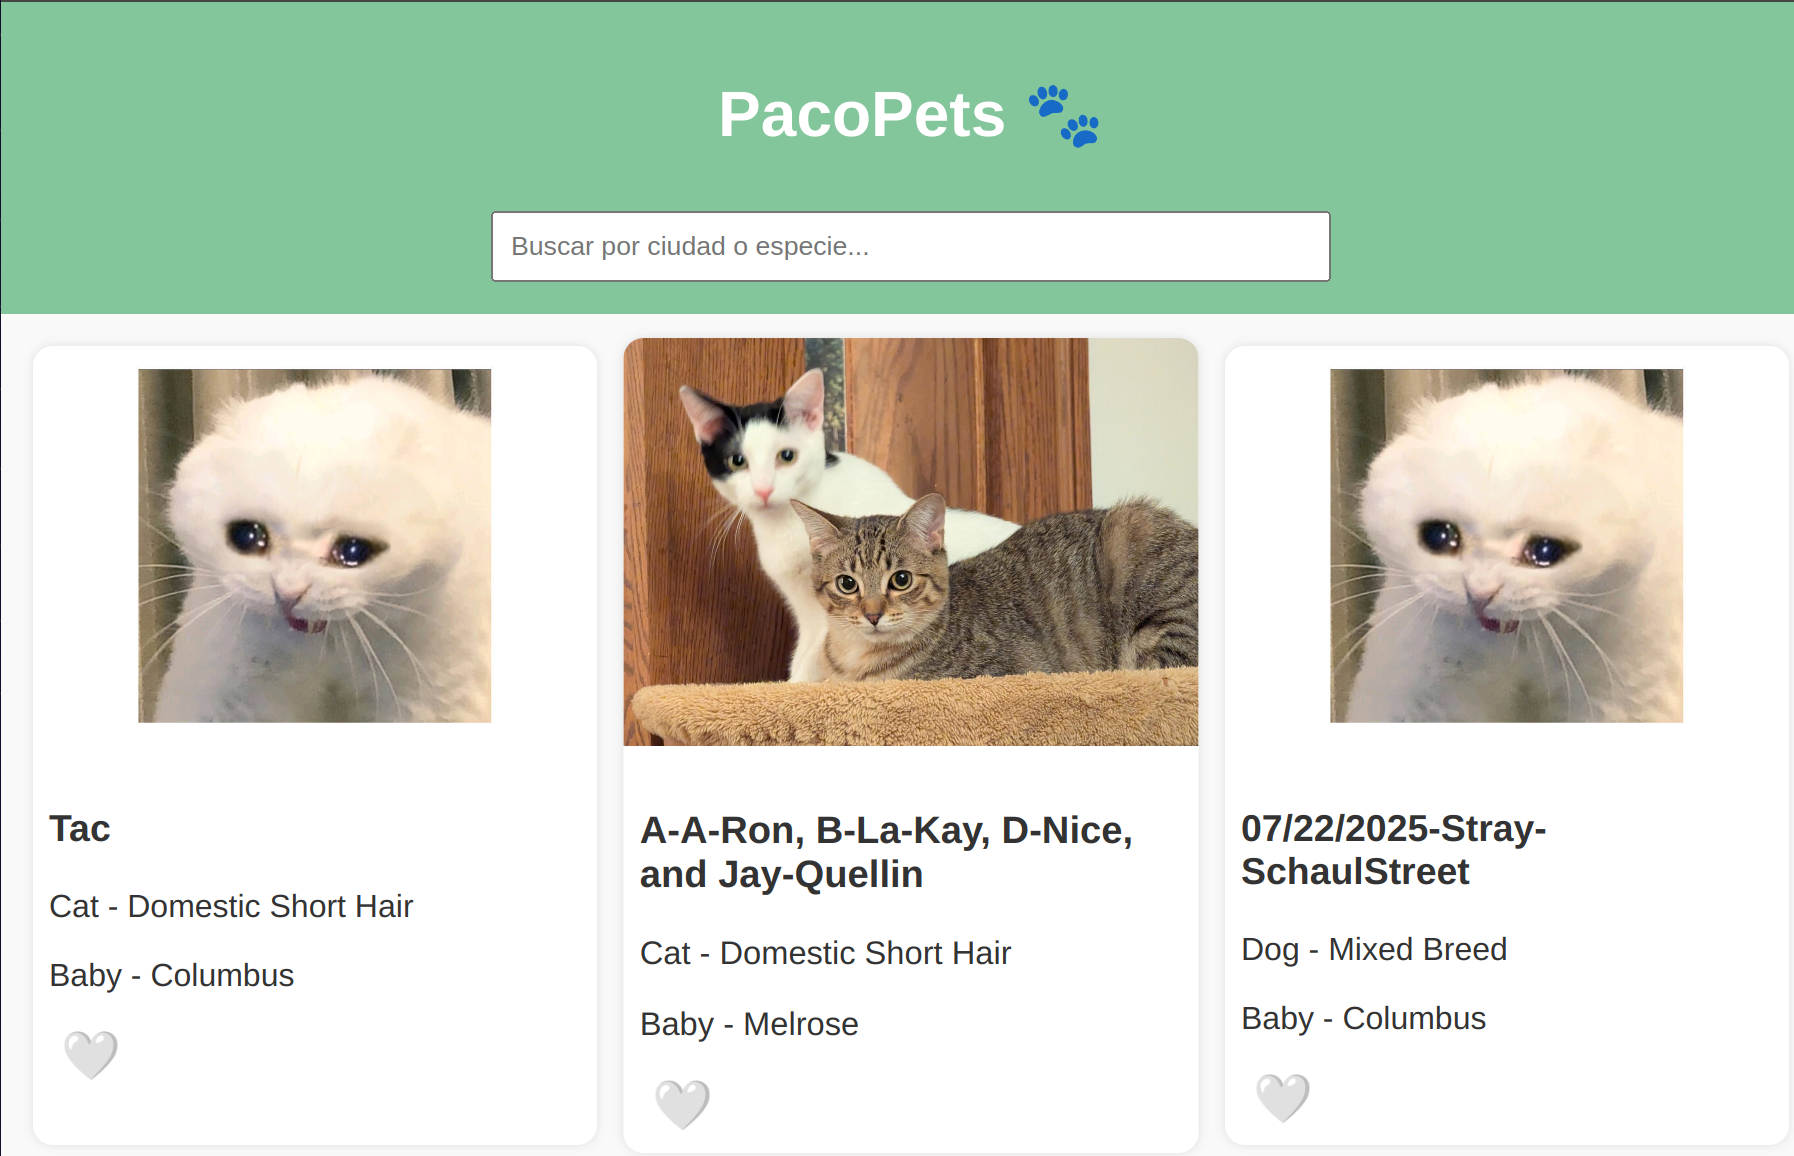 PacoPets 🐾
Buscar por ciudad o especie...
Tac
Cat - Domestic Short Hair
Baby - Columbus
A-A-Ron, B-La-Kay, D-Nice,
and Jay-Quellin
Cat - Domestic Short Hair
Baby - Melrose
07/22/2025-Stray-
SchaulStreet
Dog - Mixed Breed
Baby - Columbus